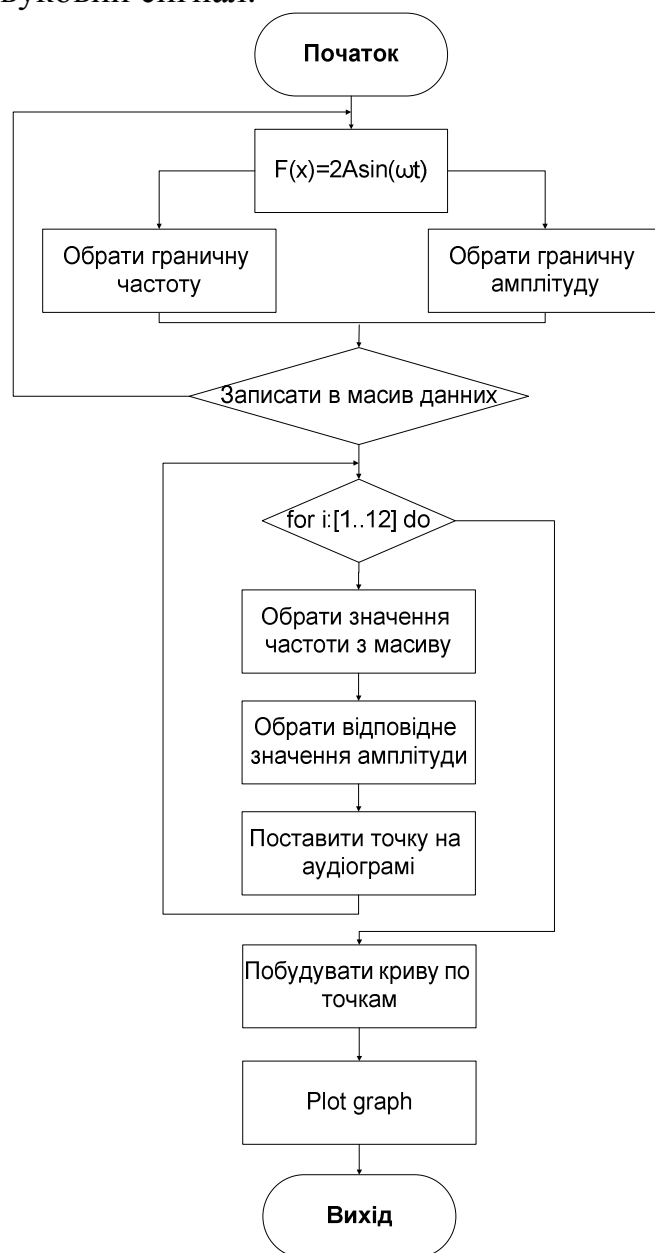 сигнал.
Початок
F(x)=2Asin(ωt)
Обрати граничну
частоту
Обрати граничну
амплітуду
Записати в масив данних
for i:[1..12] do
Обрати значення
частоти з масиву
Обрати відповідне
значення амплітуди
Поставити точку на
аудіограмі
Побудувати криву по
точкам
Plot graph
Вихід